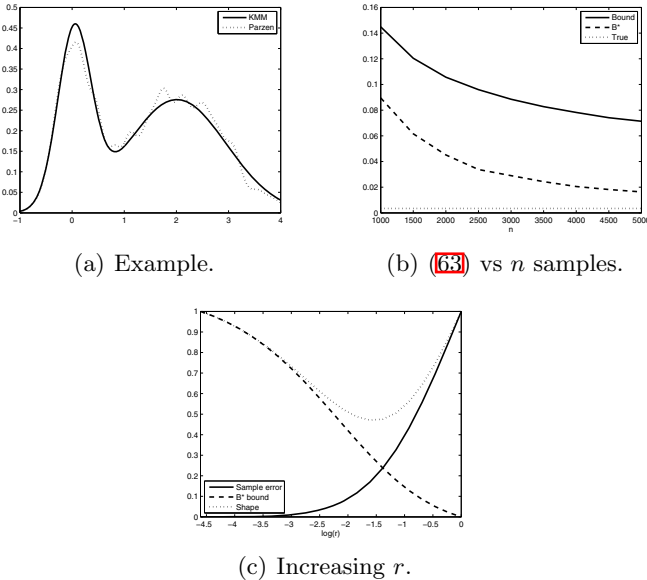 0.5
0.45
0.4
0.35
0.3
0.25
0.2
0.15
0.1
0.05
0
−1 0 1 2 3 4
KMM
Parzen
(a) Example.
0.16
0.14
0.12
0.1
0.08
0.06
0.04
0.02
0
1000 1500 2000 2500 3000 3500 4000 4500 5000
n
Bound
B*
True
(b) (63) vs n samples.
1
0.9
0.8
0.7
0.6
0.5
0.4
0.3
0.2
0.1
0
−4.5 −4 −3.5 −3 −2.5 −2 −1.5 −1 −0.5 0
log(r)
Sample error
B* bound
Shape
(c) Increasing r.